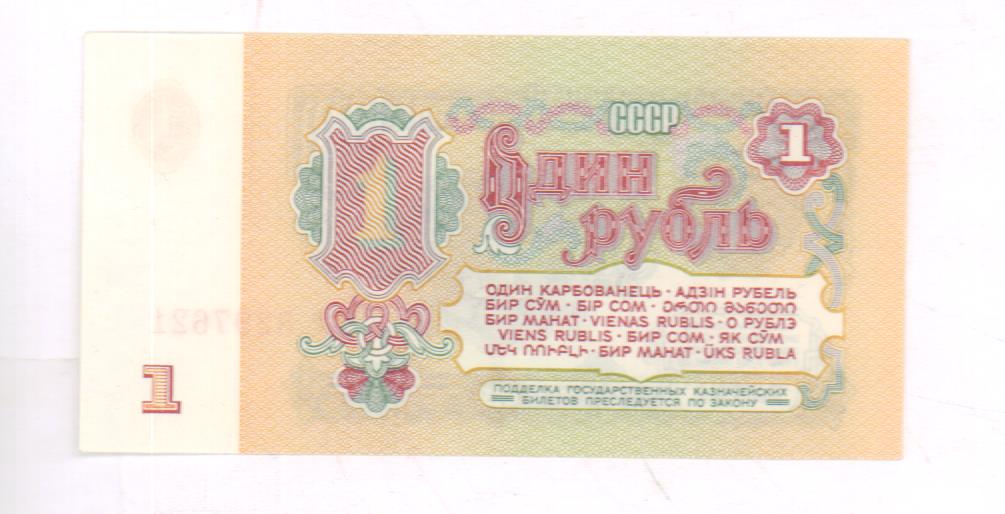 СССР
1
1
Один
рубль
ОДИН КАРБОВАНЕЦЬ · АДЗІН РУБЕЛЬ
БИР СЎМ · БІР СОМ · ᲔᲠᲗᲘ ᲛᲐᲜᲔᲗᲘ
БИР МАНАТ · VIENAS RUBLIS · О РУБЛЭ
VIENS RUBLIS · БИР СОМ · ЯК СЎМ
ՄԵԿ ՌՈՒԲԼԻ · БИР МАНАТ · ÜKS RUBLA
ПОДДЕЛКА ГОСУДАРСТВЕННЫХ КАЗНАЧЕЙСКИХ
БИЛЕТОВ ПРЕСЛЕДУЕТСЯ ПО ЗАКОНУ
1